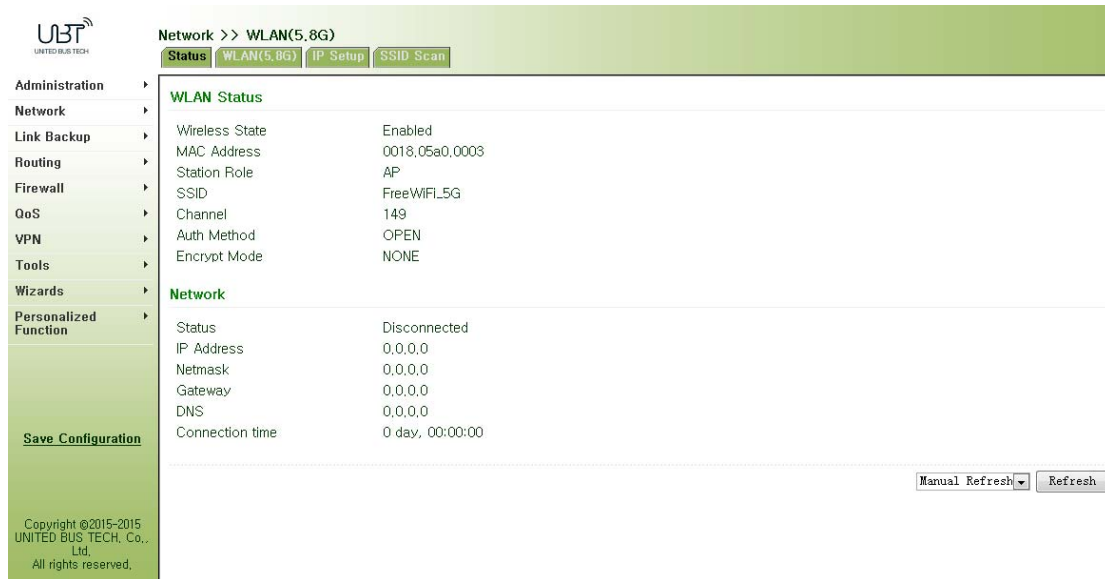 UBT
UNITED BUS TECH
Network >> WLAN(5.8G)
Status WLAN(5.8G) IP Setup SSID Scan
Administration
Network
Link Backup
Routing
Firewall
QoS
VPN
Tools
Wizards
Personalized
Function
Save Configuration
Copyright ©2015-2015
UNITED BUS TECH. Co.,
Ltd.
All rights reserved.
WLAN Status
Wireless State Enabled
MAC Address 0018.05a0.0003
Station Role AP
SSID FreeWiFi_5G
Channel 149
Auth Method OPEN
Encrypt Mode NONE
Network
Status Disconnected
IP Address 0.0.0.0
Netmask 0.0.0.0
Gateway 0.0.0.0
DNS 0.0.0.0
Connection time 0 day, 00:00:00
Manual Refresh Refresh